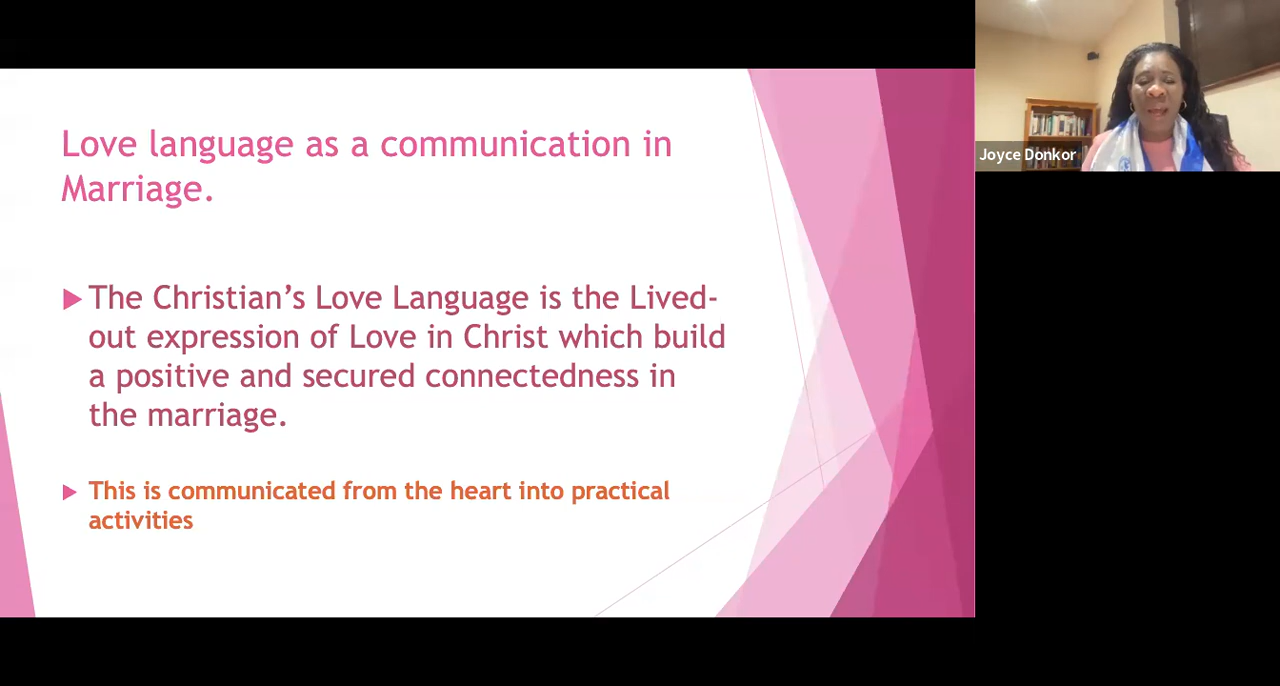 Love language as a communication in
Marriage.
The Christian’s Love Language is the Lived-
out expression of Love in Christ which build
a positive and secured connectedness in
the marriage.
This is communicated from the heart into practical
activities
Joyce Donkor